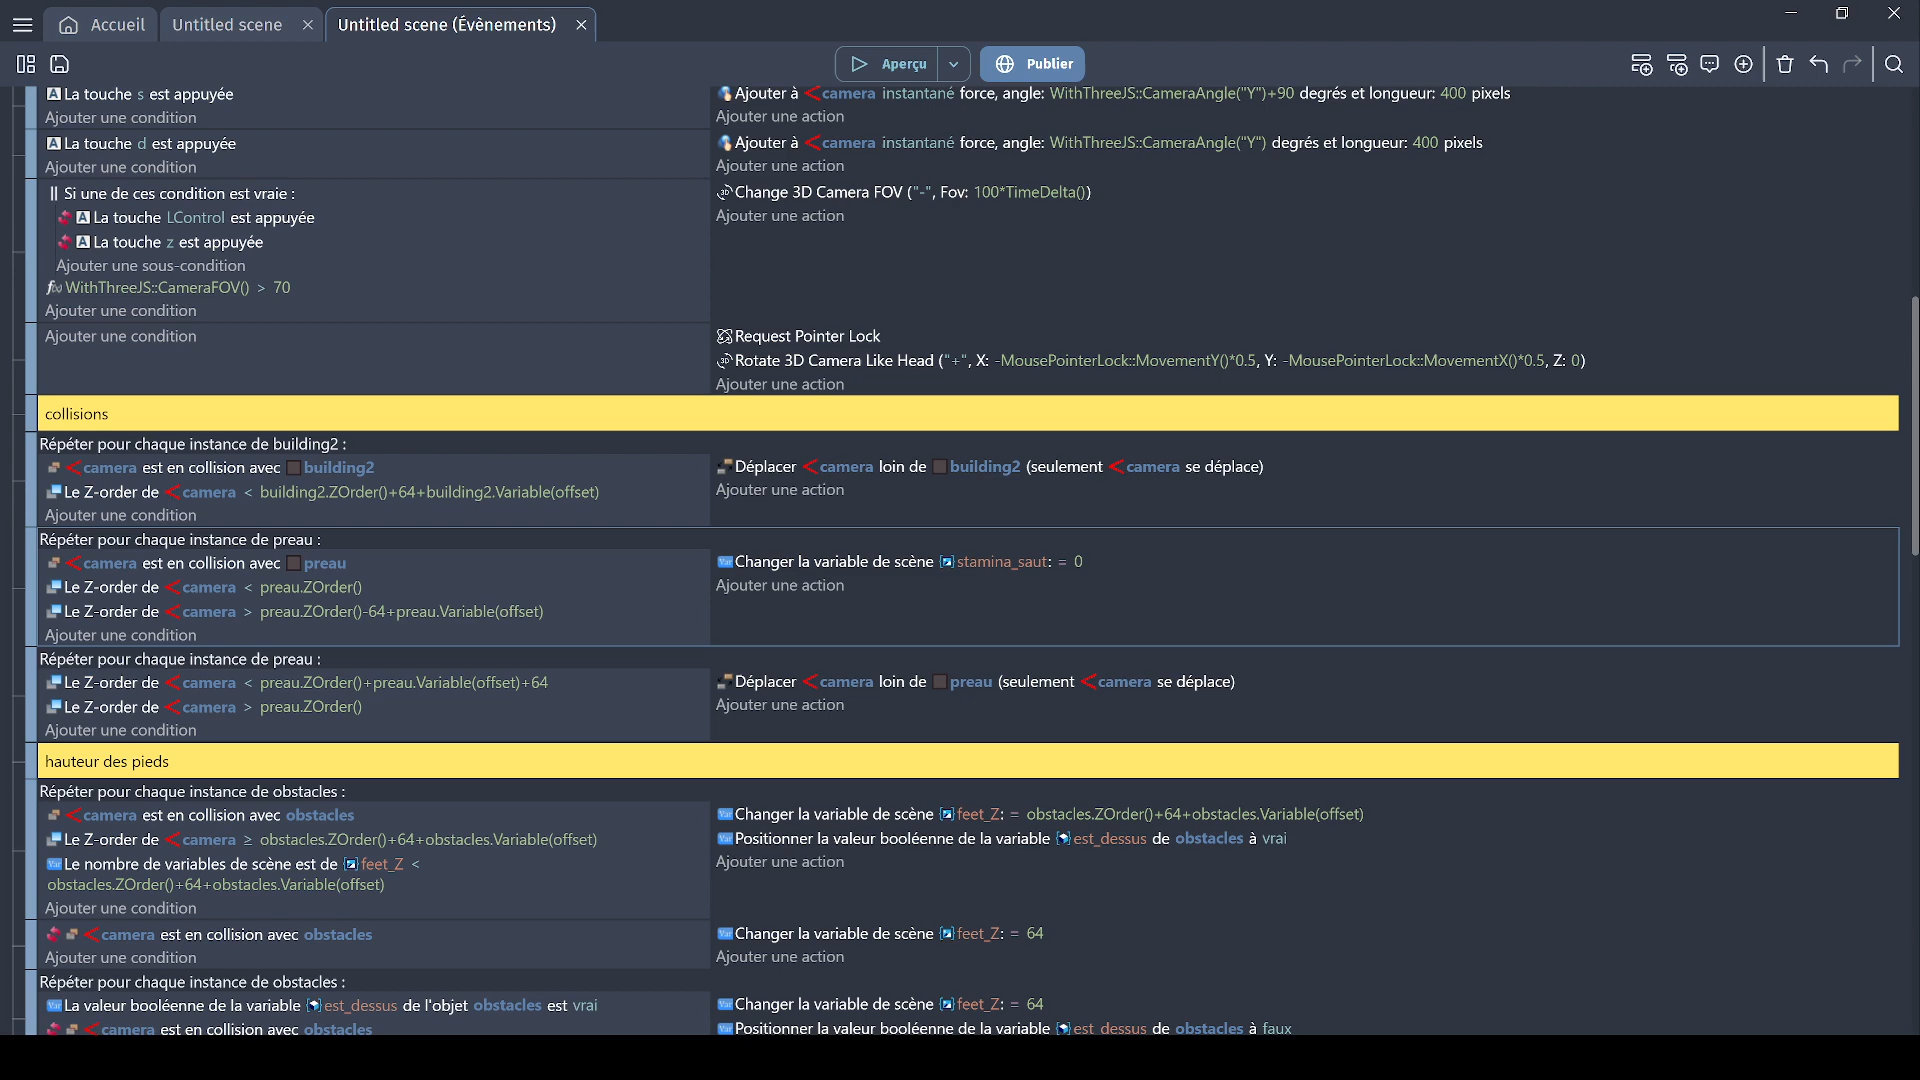 Accueil
Untitled scene
Untitled scene (Évènements)
Aperçu
Publier
La touche s est appuyée
Ajouter à camera instantané force, angle: WithThreeJS::CameraAngle("Y")+90 degrés et longueur: 400 pixels
Ajouter une condition
Ajouter une action
La touche d est appuyée
Ajouter à camera instantané force, angle: WithThreeJS::CameraAngle("Y") degrés et longueur: 400 pixels
Ajouter une condition
Ajouter une action
Si une de ces condition est vraie :
Change 3D Camera FOV ("-", Fov: 100*TimeDelta())
La touche LControl est appuyée
Ajouter une action
La touche z est appuyée
Ajouter une sous-condition
WithThreeJS::CameraFOV() > 70
Ajouter une condition
Ajouter une condition
Request Pointer Lock
Rotate 3D Camera Like Head ("+", X: -MousePointerLock::MovementY()*0.5, Y: -MousePointerLock::MovementX()*0.5, Z: 0)
Ajouter une action
collisions
Répéter pour chaque instance de building2 :
camera est en collision avec building2
Déplacer camera loin de building2 (seulement camera se déplace)
Le Z-order de camera < building2.ZOrder()+64+building2.Variable(offset)
Ajouter une action
Ajouter une condition
Répéter pour chaque instance de preau :
camera est en collision avec preau
Changer la variable de scène stamina_saut: = 0
Le Z-order de camera < preau.ZOrder()
Ajouter une action
Le Z-order de camera > preau.ZOrder()-64+preau.Variable(offset)
Ajouter une condition
Répéter pour chaque instance de preau :
Le Z-order de camera < preau.ZOrder()+preau.Variable(offset)+64
Déplacer camera loin de preau (seulement camera se déplace)
Le Z-order de camera > preau.ZOrder()
Ajouter une action
Ajouter une condition
hauteur des pieds
Répéter pour chaque instance de obstacles :
camera est en collision avec obstacles
Changer la variable de scène feet_Z: = obstacles.ZOrder()+64+obstacles.Variable(offset)
Le Z-order de camera ≥ obstacles.ZOrder()+64+obstacles.Variable(offset)
Positionner la valeur booléenne de la variable est_dessus de obstacles à vrai
Le nombre de variables de scène est de feet_Z <
Ajouter une action
obstacles.ZOrder()+64+obstacles.Variable(offset)
Ajouter une condition
camera est en collision avec obstacles
Changer la variable de scène feet_Z: = 64
Ajouter une condition
Ajouter une action
Répéter pour chaque instance de obstacles :
La valeur booléenne de la variable est_dessus de l'objet obstacles est vrai
Changer la variable de scène feet_Z: = 64
camera est en collision avec obstacles
Positionner la valeur booléenne de la variable est_dessus de obstacles à faux